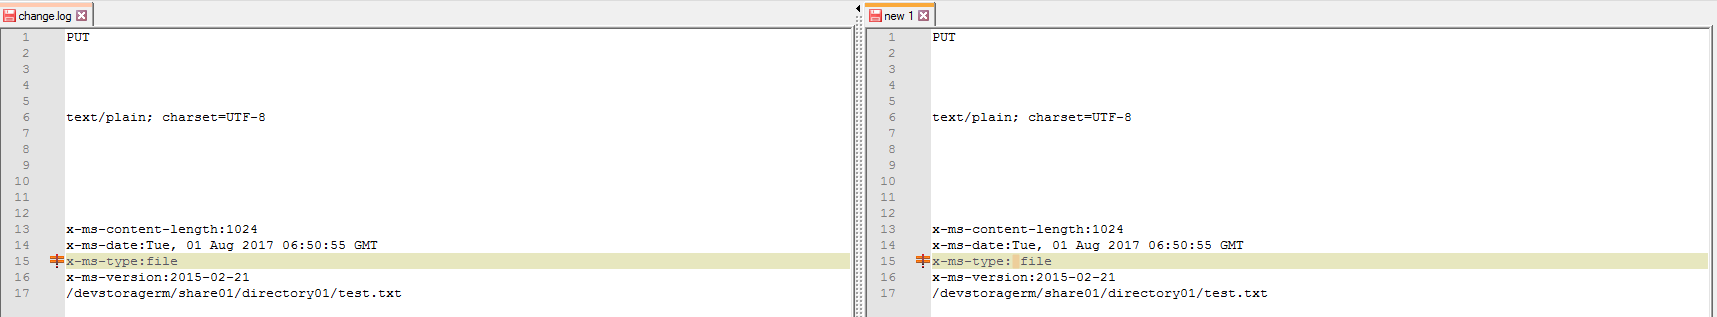 change.log
1 PUT
2
3
4
5
6 text/plain; charset=UTF-8
7
8
9
10
11
12
13 x-ms-content-length:1024
14 x-ms-date:Tue, 01 Aug 2017 06:50:55 GMT
15 x-ms-type:file
16 x-ms-version:2015-02-21
17 /devstoragerm/share01/directory01/test.txt
new 1
1 PUT
2
3
4
5
6 text/plain; charset=UTF-8
7
8
9
10
11
12
13 x-ms-content-length:1024
14 x-ms-date:Tue, 01 Aug 2017 06:50:55 GMT
15 x-ms-type: file
16 x-ms-version:2015-02-21
17 /devstoragerm/share01/directory01/test.txt